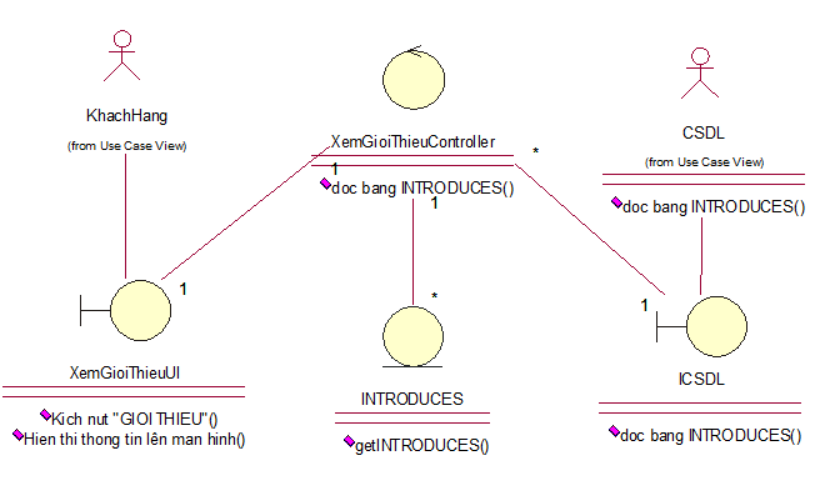 KhachHang
(from Use Case View)
XemGioiThieuController
1
doc bang INTRODUCES()
1
*
CSDL
(from Use Case View)
doc bang INTRODUCES()
1
XemGioiThieuUI
Kich nut "GIOI THIEU"()
Hien thi thong tin lên man hinh()
*
INTRODUCES
getINTRODUCES()
1
ICSDL
doc bang INTRODUCES()